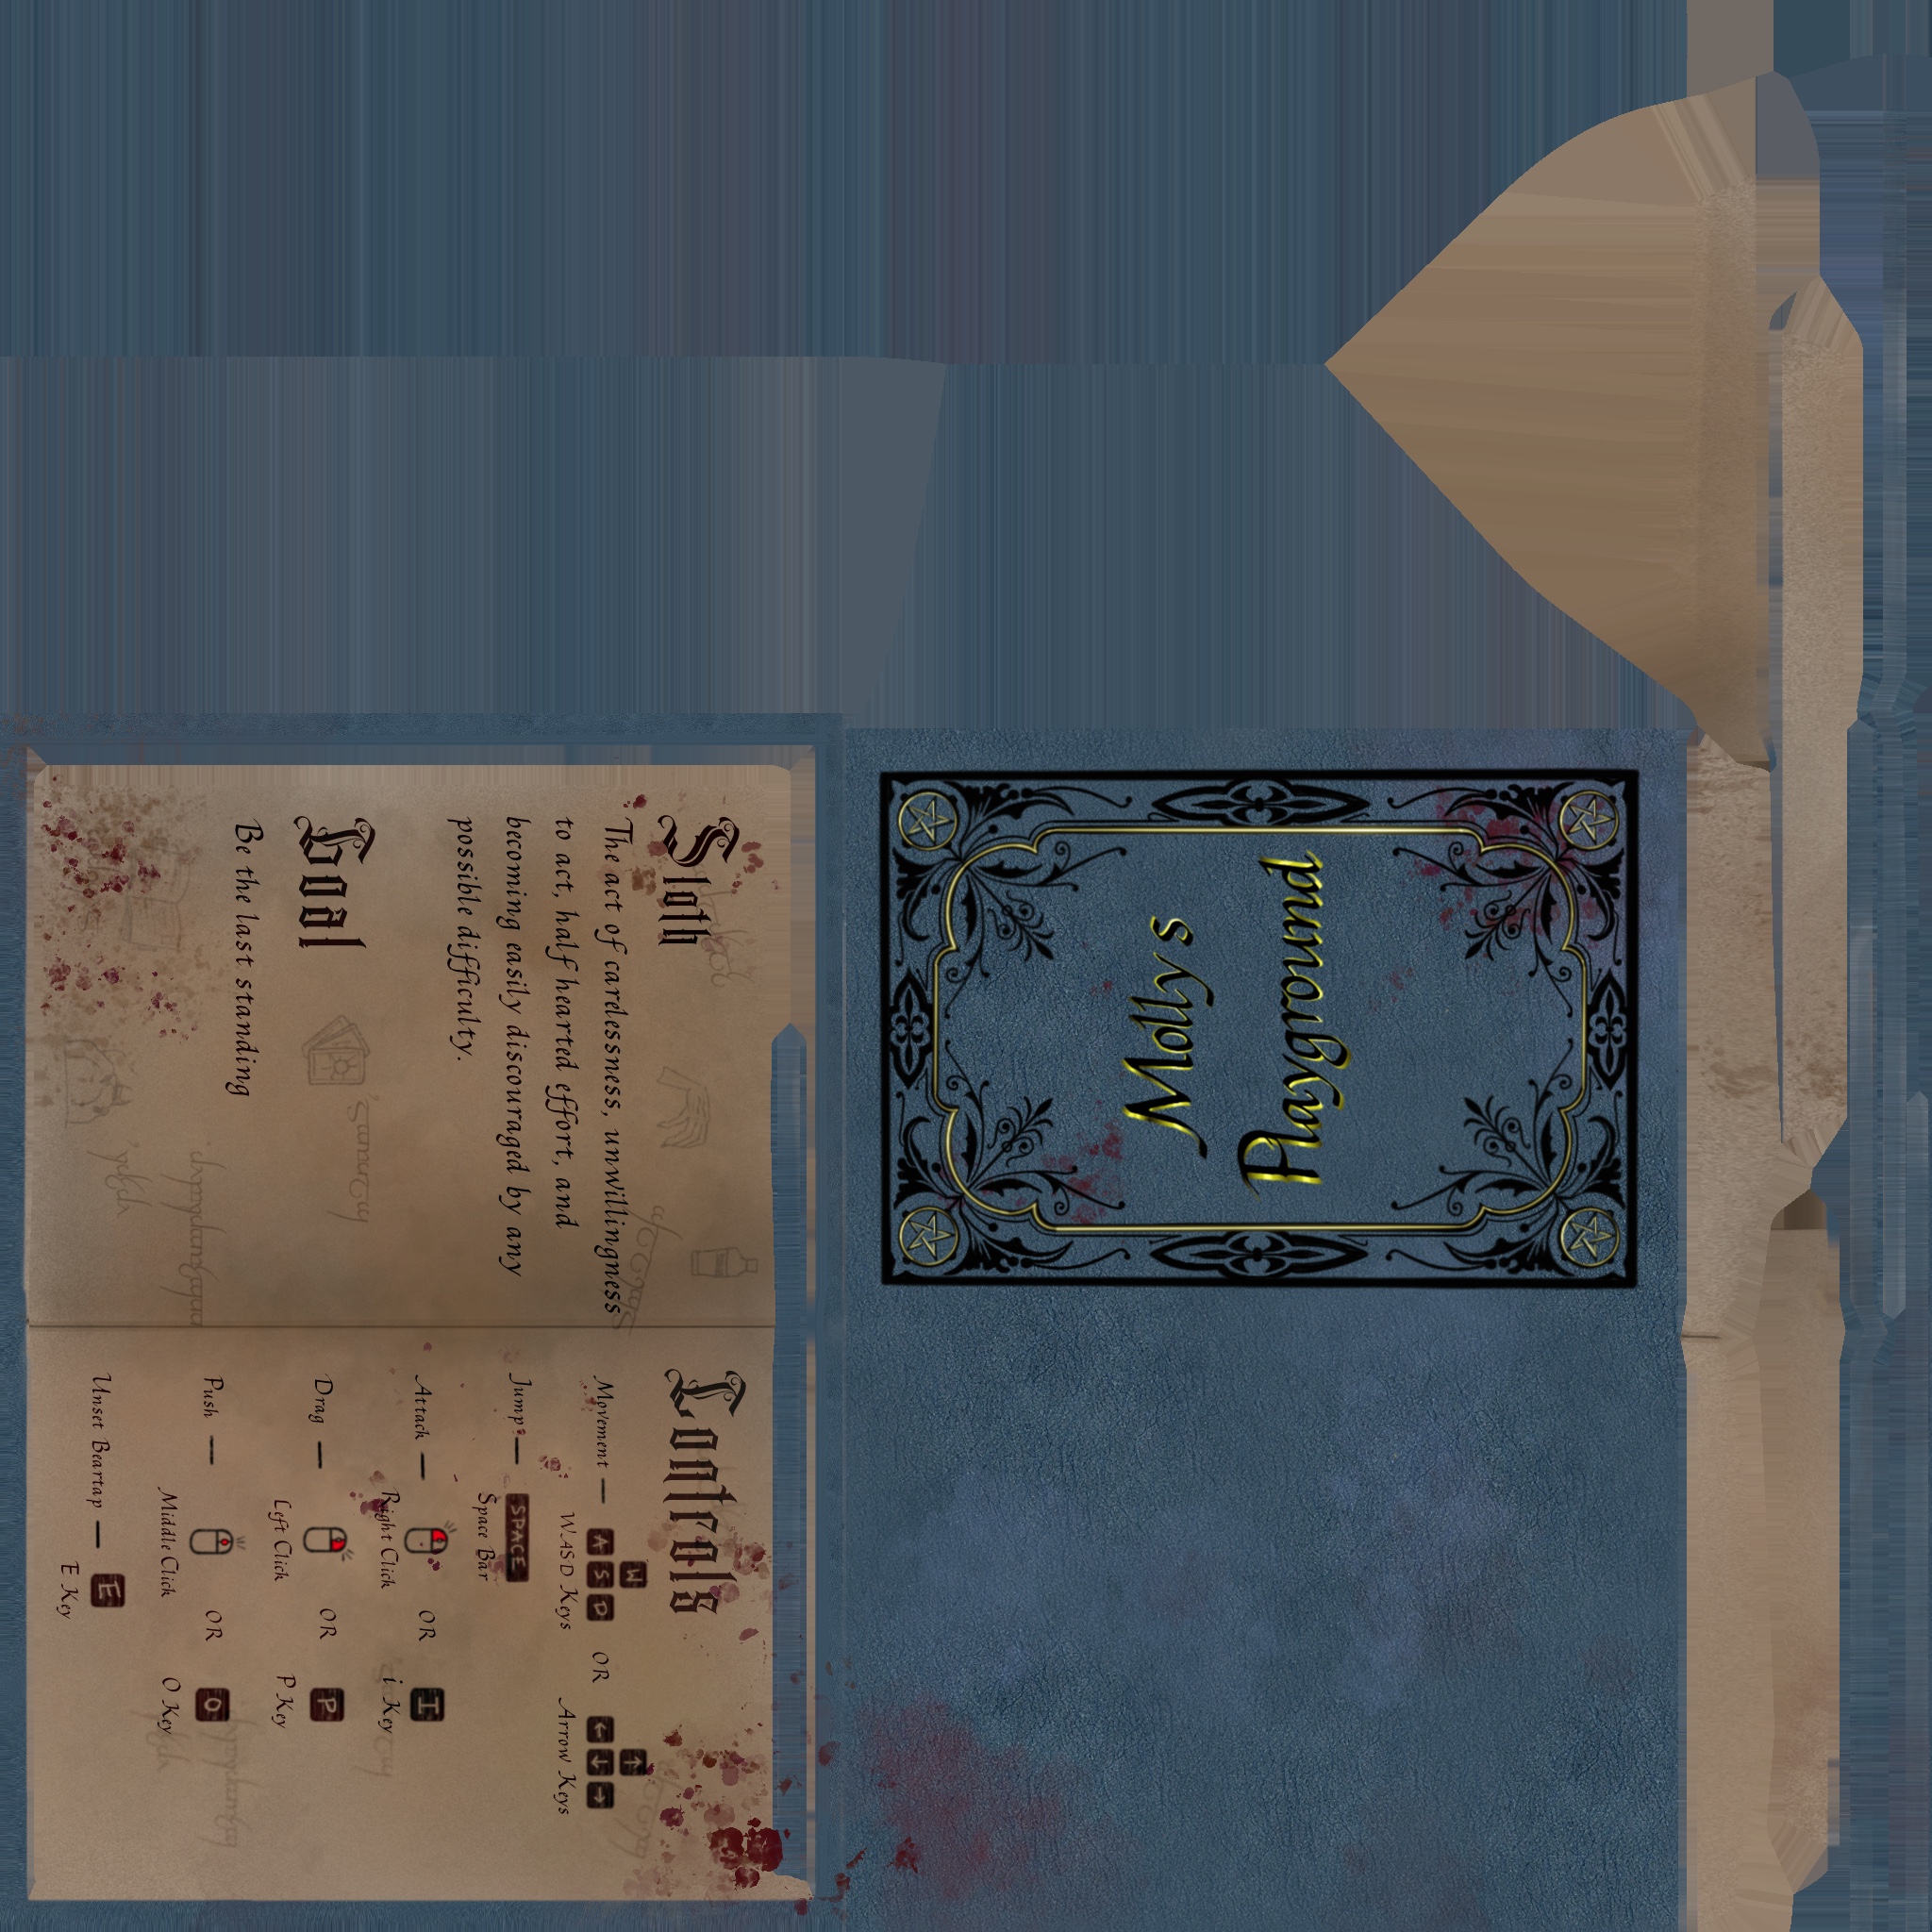 Molly s
Playground
Sloth
The act of carelessness, unwillingness
to act, half hearted effort, and
becoming easily discouraged by any
possible difficulty.
Goal
Be the last standing
Controls
Movement — A S D W OR ← ↓ → ↑
WASD Keys Arrow Keys
Jump — SPACE
Space Bar
Attack — OR I
Right Click i Key
Drag — OR P
Left Click P Key
Push — OR O
Middle Click O Key
Unset Beartap — E
E Key